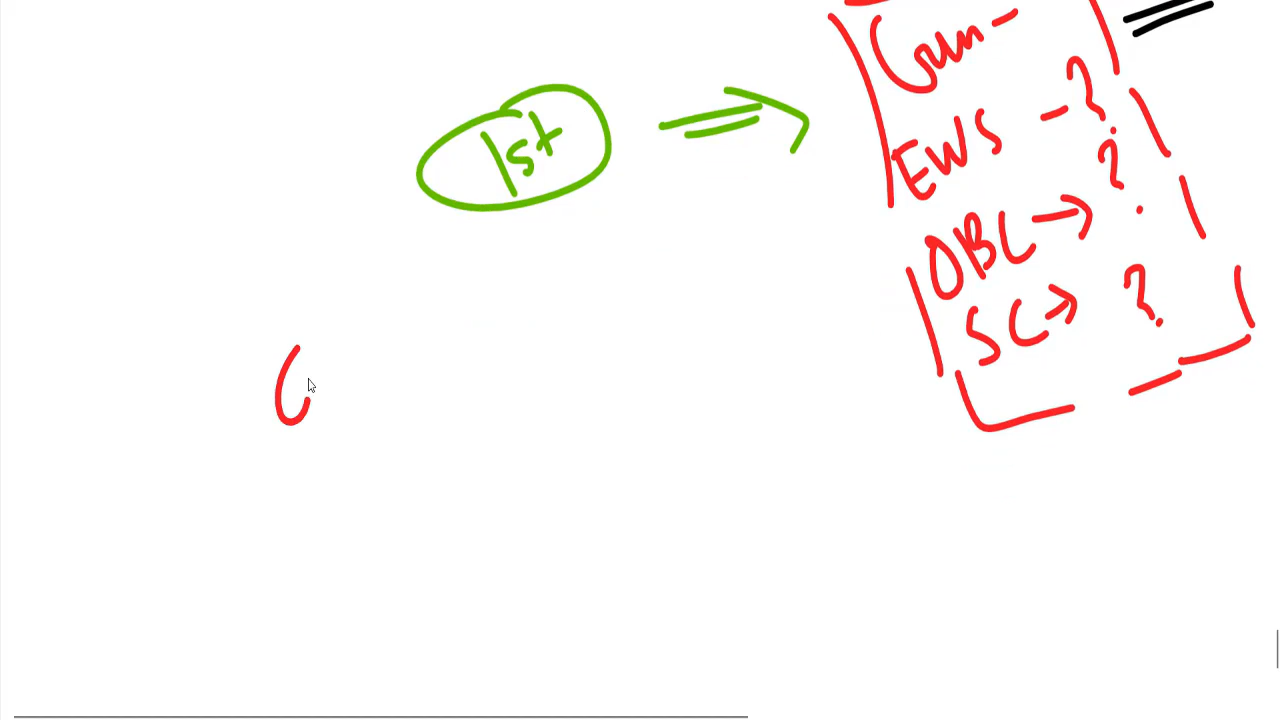 1st
Gen -
EWS - ?
OBC → ?
SC → ?